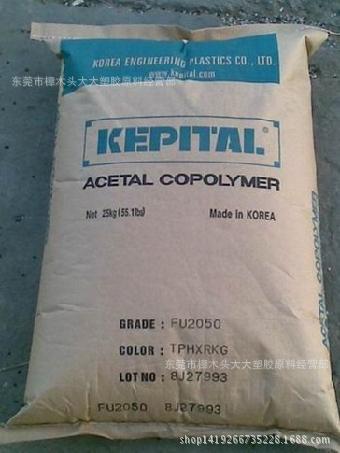 KOREA ENGINEERING PLASTICS CO., LTD.
www.kepital.com
东莞市樟木头大大塑胶原料经营部
KEPITAL®
ACETAL COPOLYMER
Net 25kg (55.1lbs) Made in KOREA
GRADE : FU2050
COLOR : TPHXRKG
东莞市樟木头大大塑胶原料经营部
LOT NO : 8J27993
FU2050 8J27993
shop1419266735228.1688.com